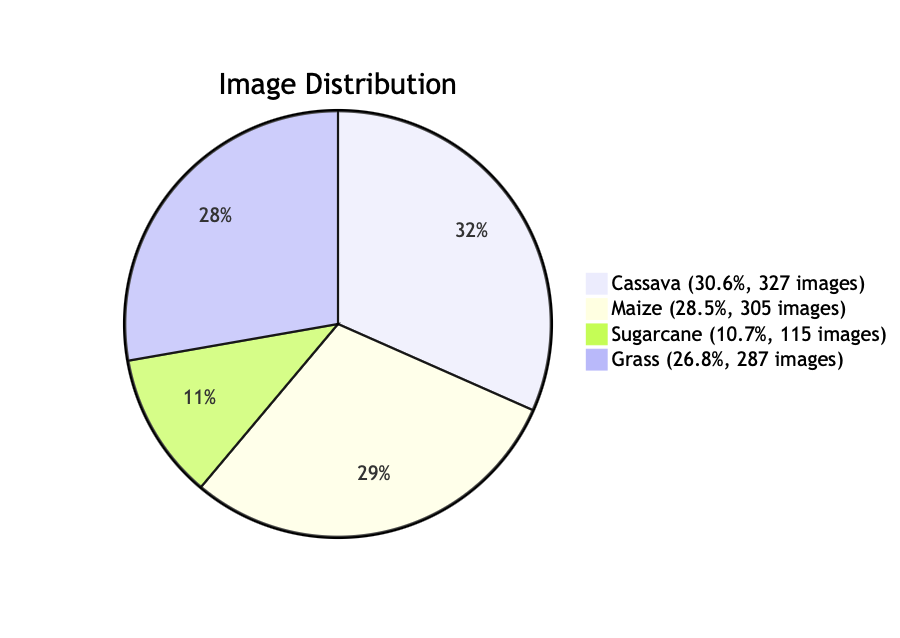 Image Distribution
28%
32%
11%
29%
Cassava (30.6%, 327 images)
Maize (28.5%, 305 images)
Sugarcane (10.7%, 115 images)
Grass (26.8%, 287 images)